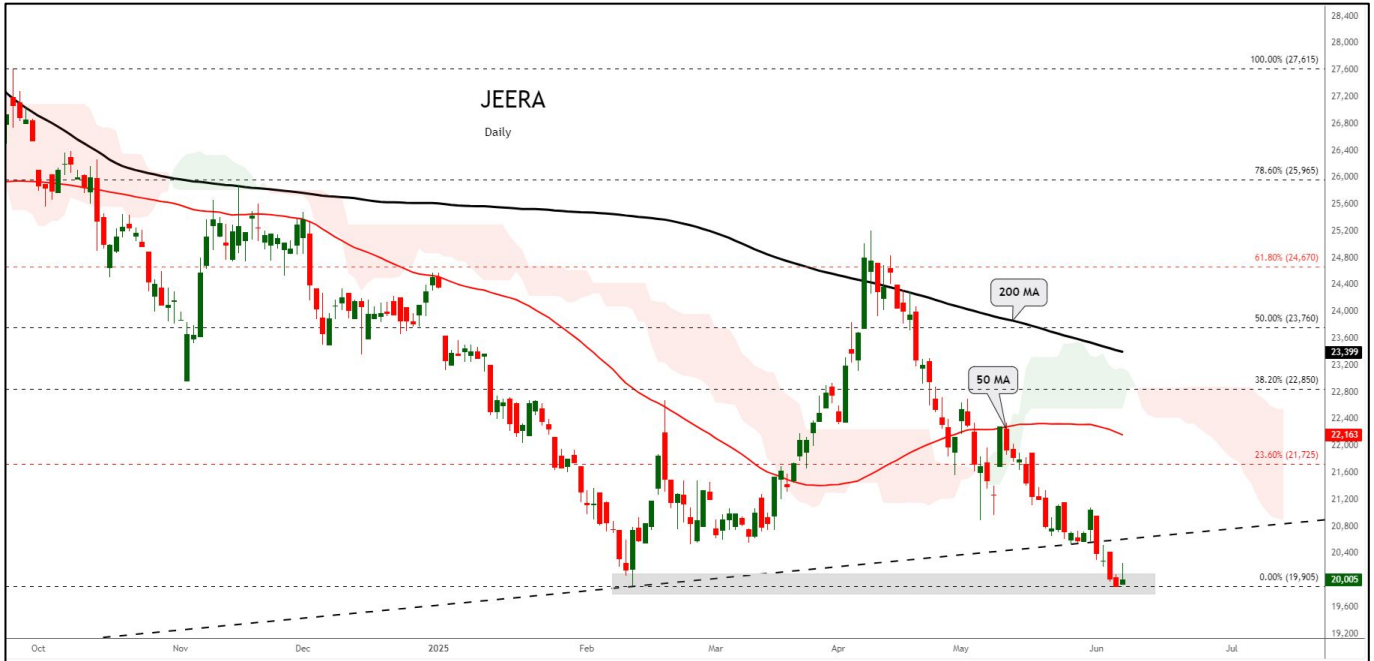 JEERA
Daily
100.00% (27,615)
78.60% (25,965)
61.80% (24,670)
50.00% (23,760)
38.20% (22,850)
23.60% (21,725)
0.00% (19,905)
200 MA
50 MA
28,400
28,000
27,600
27,200
26,800
26,400
26,000
25,600
25,200
24,800
24,400
24,000
23,600
23,399
23,200
22,800
22,400
22,163
22,000
21,600
21,200
20,800
20,400
20,005
19,600
19,200
Oct
Nov
Dec
2025
Feb
Mar
Apr
May
Jun
Jul